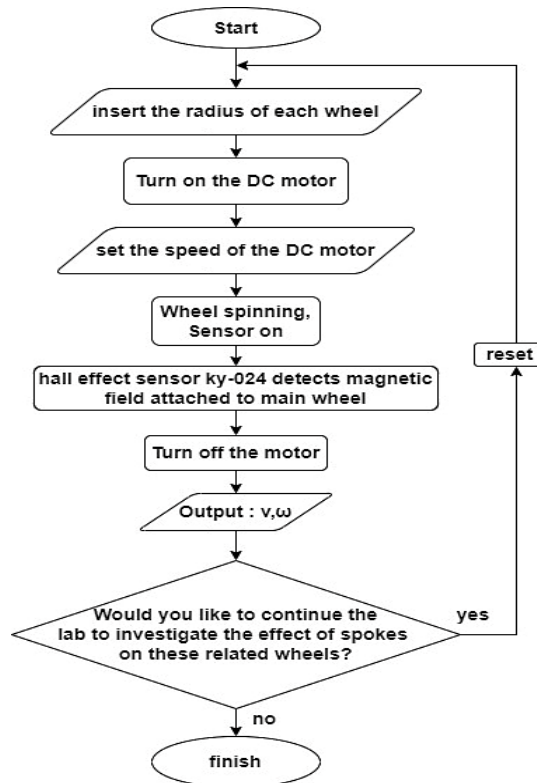 Start
insert the radius of each wheel
Turn on the DC motor
set the speed of the DC motor
Wheel spinning,
Sensor on
hall effect sensor ky-024 detects magnetic
field attached to main wheel
Turn off the motor
Output : v,ω
Would you like to continue the
lab to investigate the effect of spokes
on these related wheels?
yes
reset
no
finish